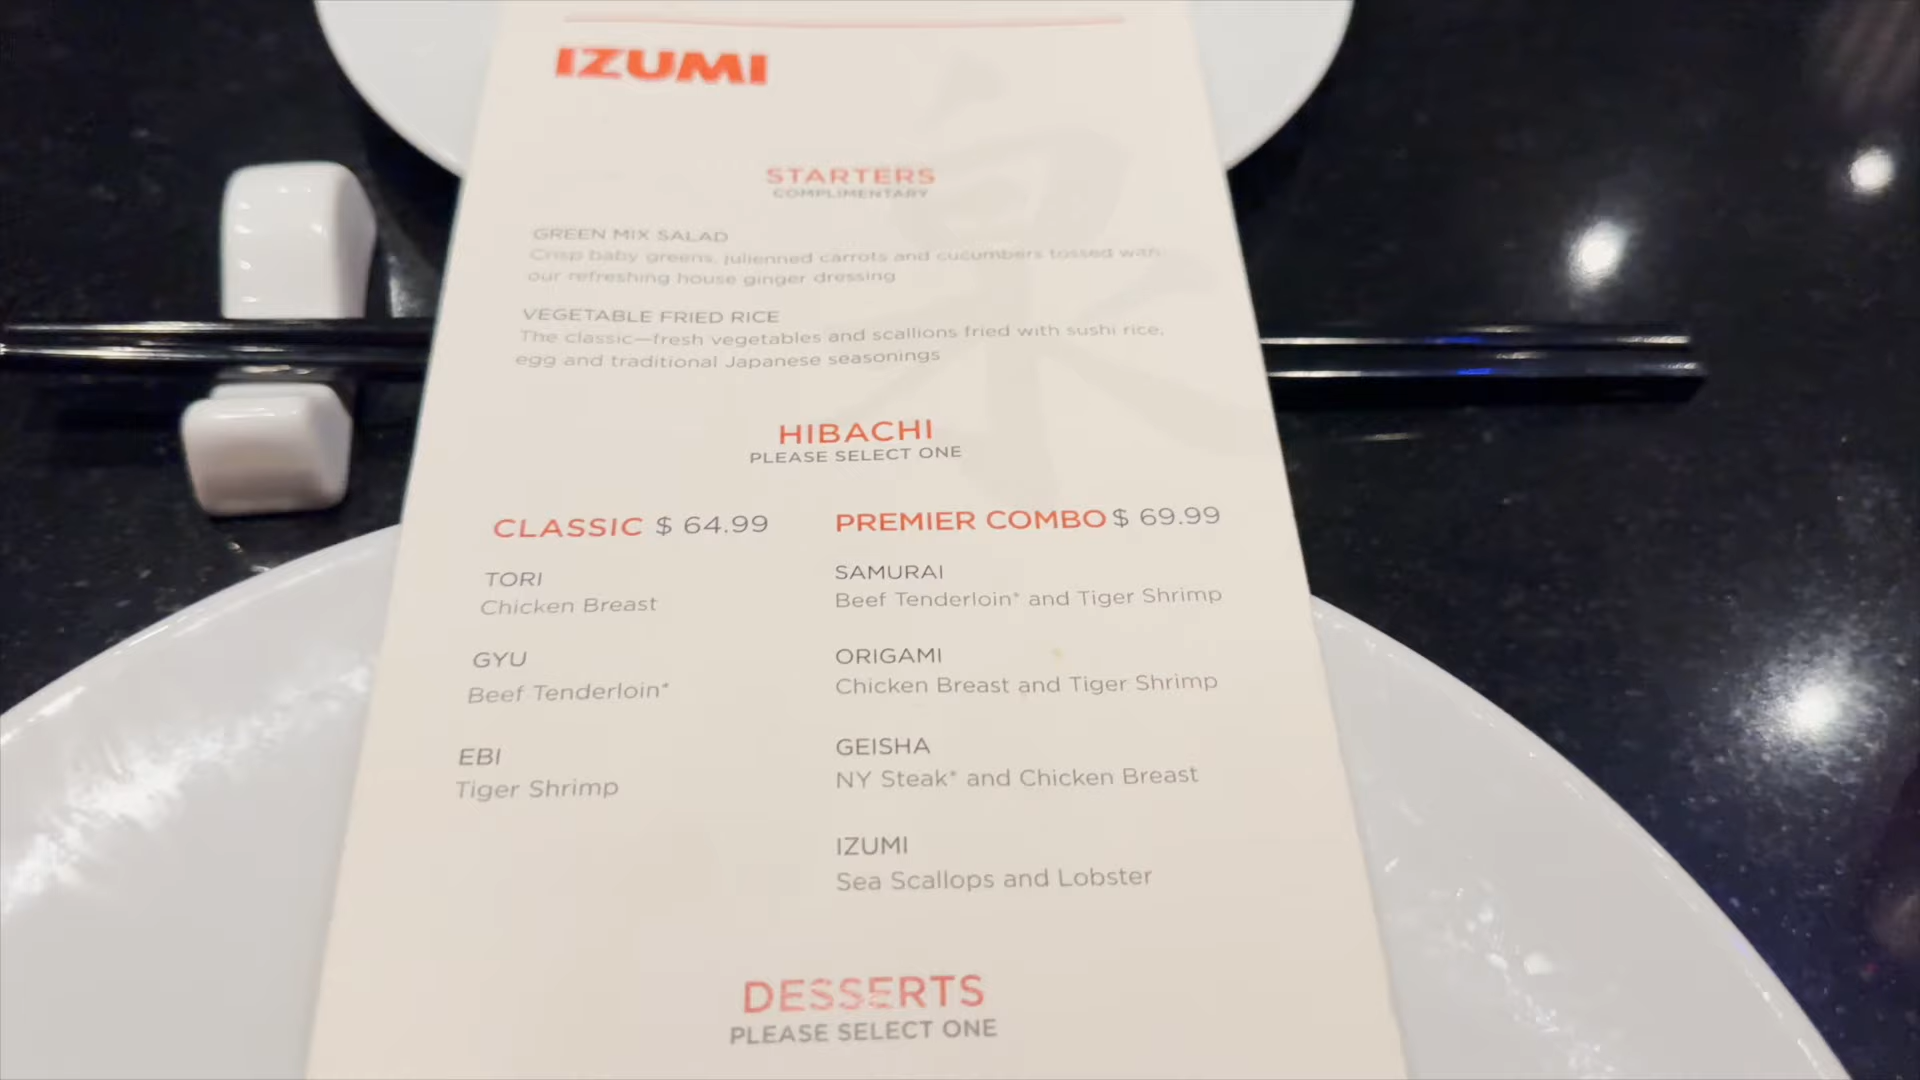 IZUMI
STARTERS
COMPLIMENTARY
GREEN MIX SALAD
Crisp baby greens, julienned carrots and cucumbers tossed with
our refreshing house ginger dressing
VEGETABLE FRIED RICE
The classic—fresh vegetables and scallions fried with sushi rice,
egg and traditional Japanese seasonings
HIBACHI
PLEASE SELECT ONE
CLASSIC $ 64.99
TORI
Chicken Breast
GYU
Beef Tenderloin*
EBI
Tiger Shrimp
PREMIER COMBO $ 69.99
SAMURAI
Beef Tenderloin* and Tiger Shrimp
ORIGAMI
Chicken Breast and Tiger Shrimp
GEISHA
NY Steak* and Chicken Breast
IZUMI
Sea Scallops and Lobster
DESSERTS
PLEASE SELECT ONE
泉